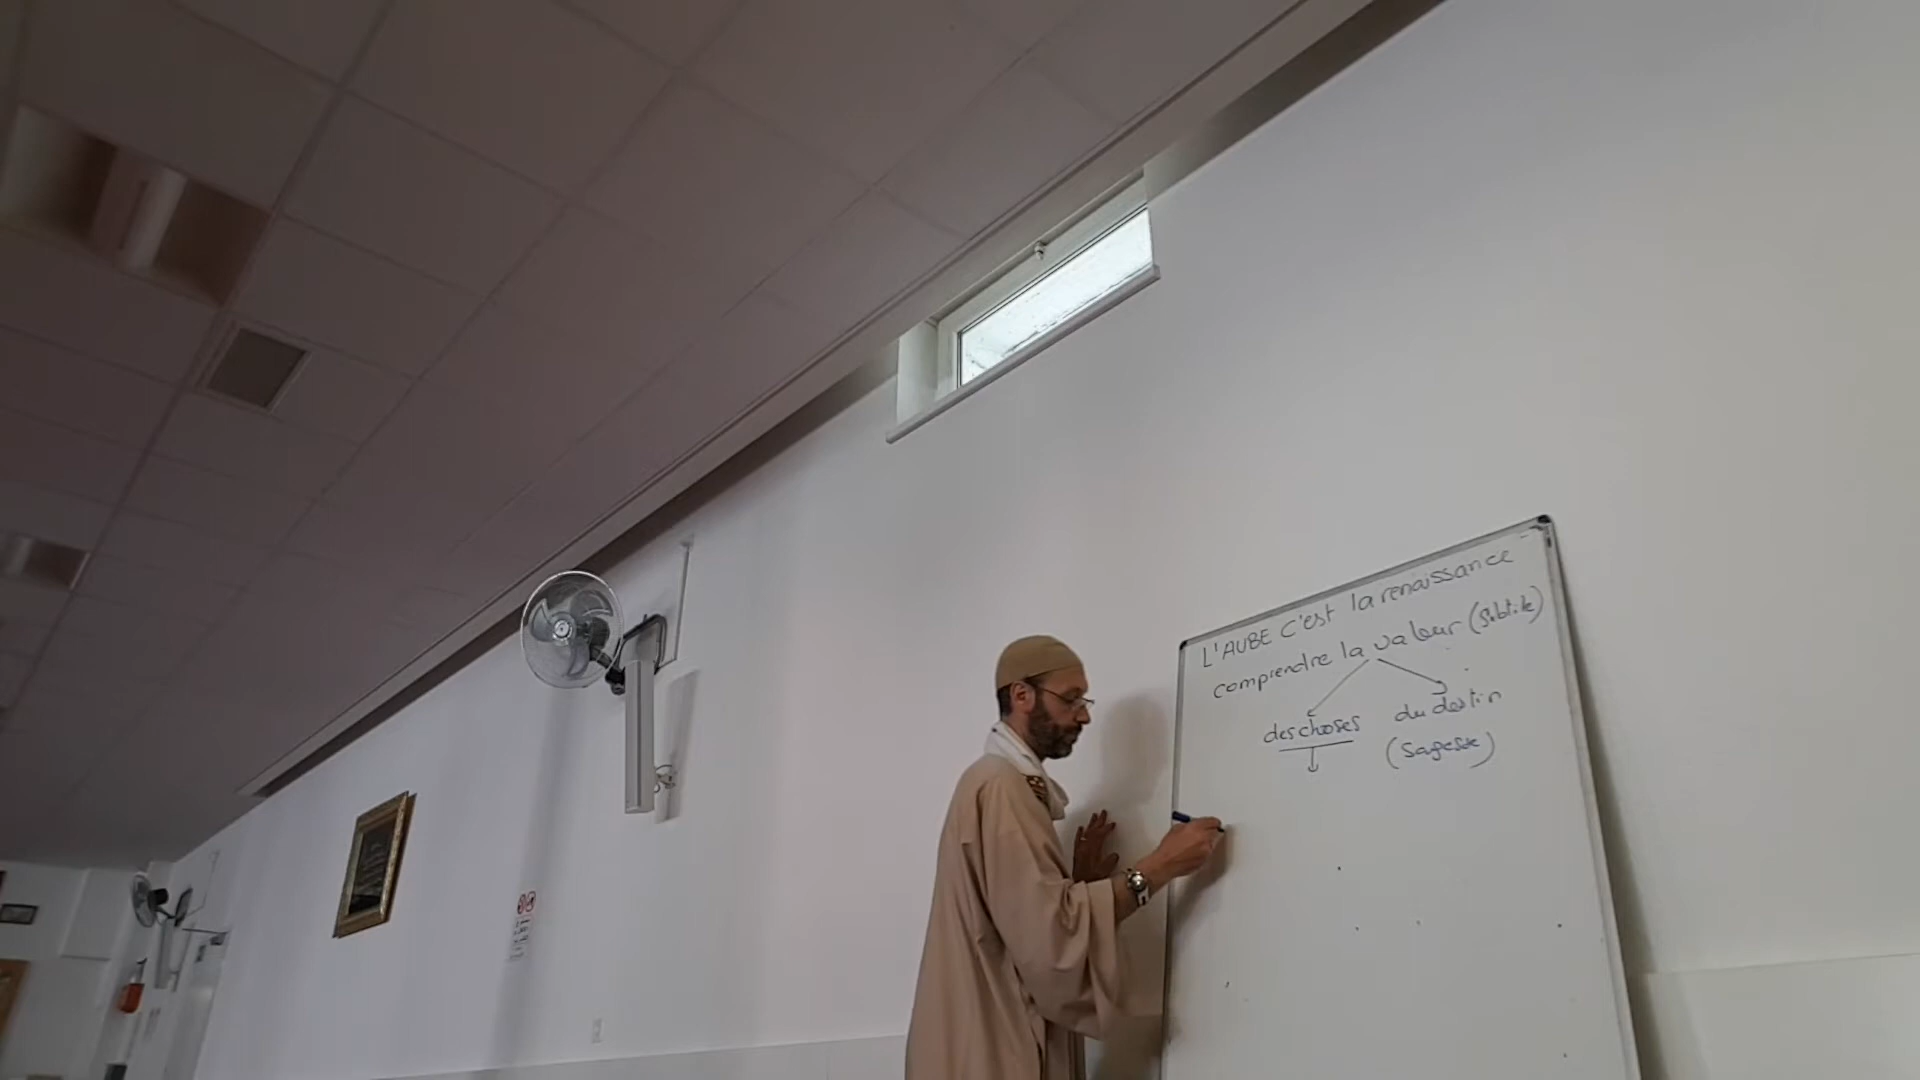 L'AUBE C'est la renaissance
comprendre la valeur (subtile)
des choses du destin
(Sagesse)